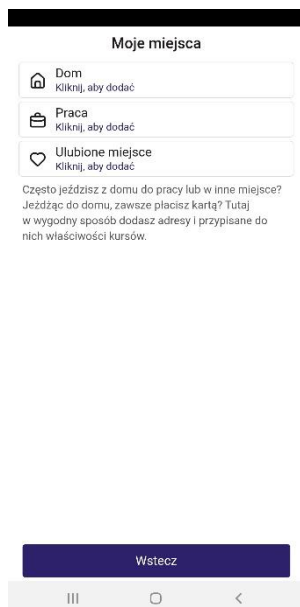 Moje miejsca
Dom
Kliknij, aby dodać
Praca
Kliknij, aby dodać
Ulubione miejsce
Kliknij, aby dodać
Często jeździsz z domu do pracy lub w inne miejsce?
Jeżdżąc do domu, zawsze płacisz kartą? Tutaj
w wygodny sposób dodasz adresy i przypisane do
nich właściwości kursów.
Wstecz